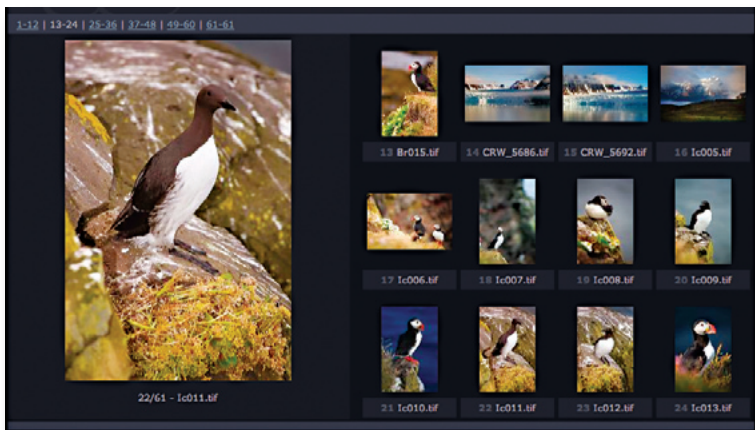 1-12 | 13-24 | 25-36 | 37-48 | 49-60 | 61-61
13 Br015.tif
14 CRW_5686.tif
15 CRW_5692.tif
16 Ic005.tif
17 Ic006.tif
18 Ic007.tif
19 Ic008.tif
20 Ic009.tif
21 Ic010.tif
22 Ic011.tif
23 Ic012.tif
24 Ic013.tif
22/61 - Ic011.tif